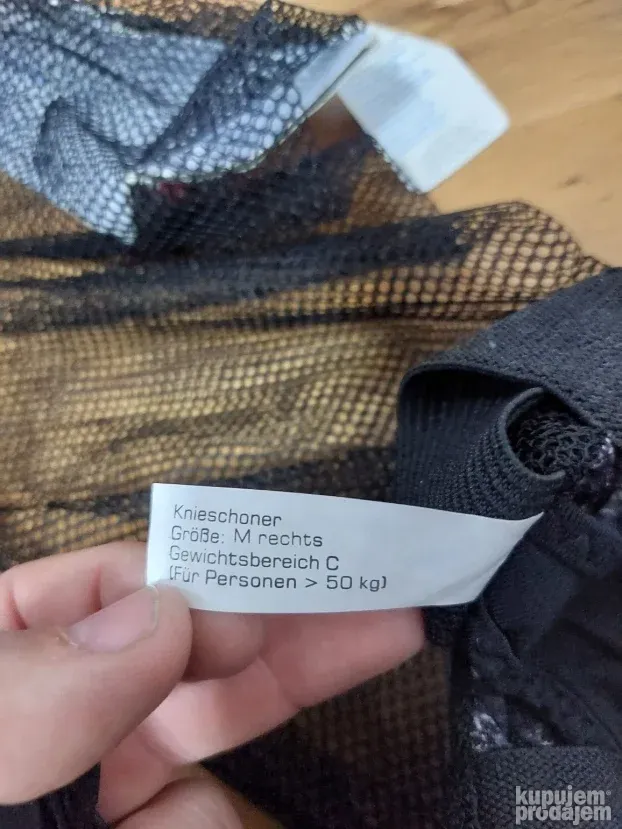 Knieschoner
Größe: M rechts
Gewichtsbereich C
(Für Personen > 50 kg)
kupujem
prodajem